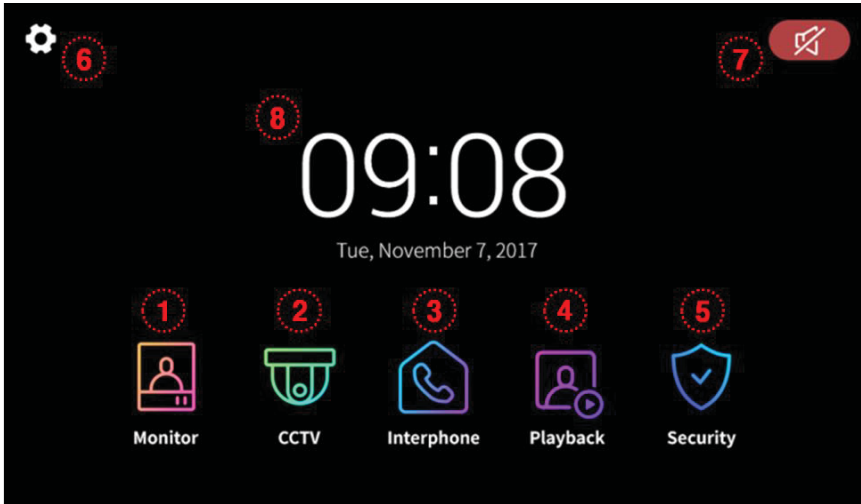 6
7
8
09:08
Tue, November 7, 2017
1 2 3 4 5
Monitor CCTV Interphone Playback Security